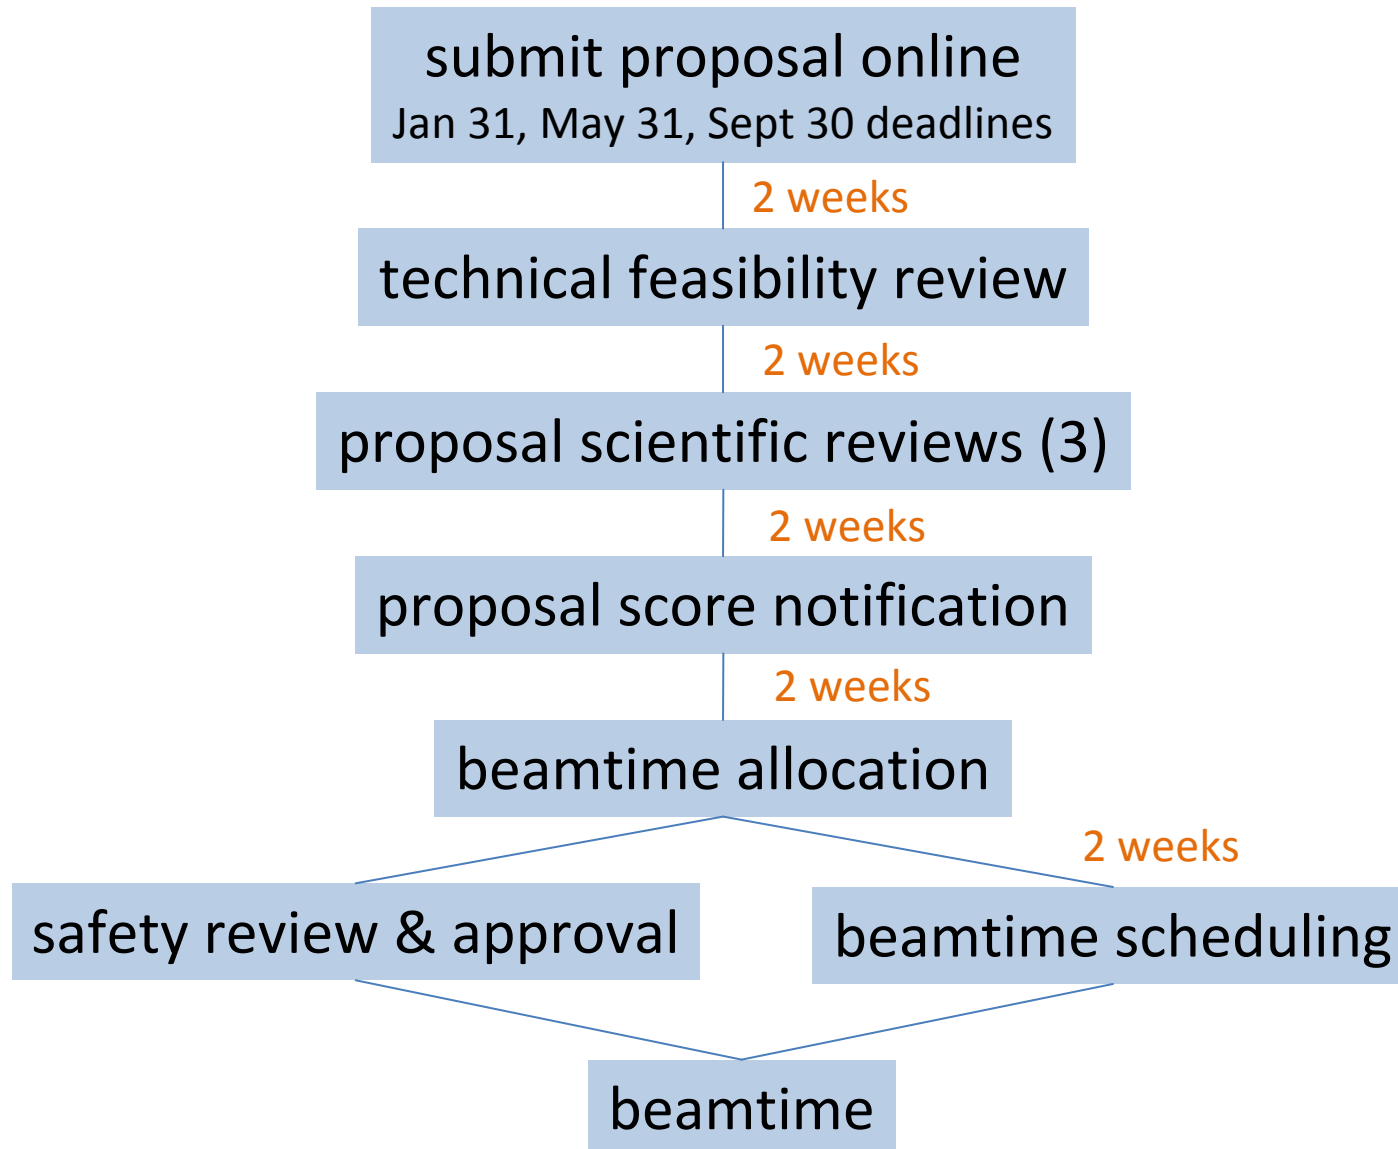 submit proposal online
Jan 31, May 31, Sept 30 deadlines
2 weeks
technical feasibility review
2 weeks
proposal scientific reviews (3)
2 weeks
proposal score notification
2 weeks
beamtime allocation
2 weeks
safety review & approval
beamtime scheduling
beamtime